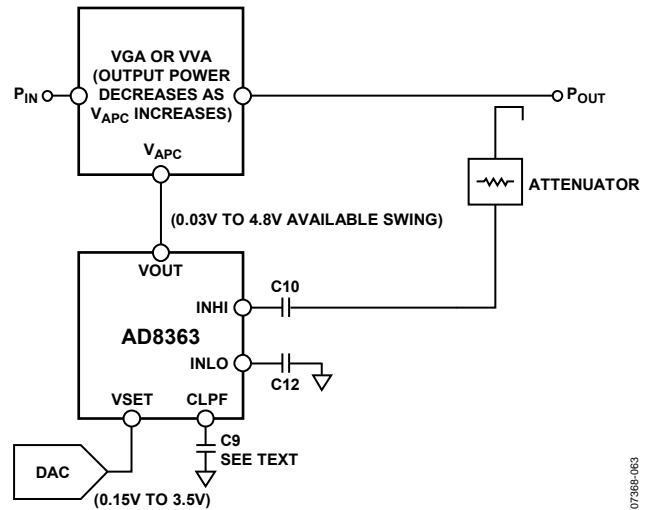 VGA OR VVA
(OUTPUT POWER
DECREASES AS
VAPC INCREASES)
PIN
POUT
VAPC
ATTENUATOR
(0.03V TO 4.8V AVAILABLE SWING)
VOUT
C10
INHI
AD8363
INLO
C12
VSET
CLPF
C9
SEE TEXT
DAC
(0.15V TO 3.5V)
07368-063